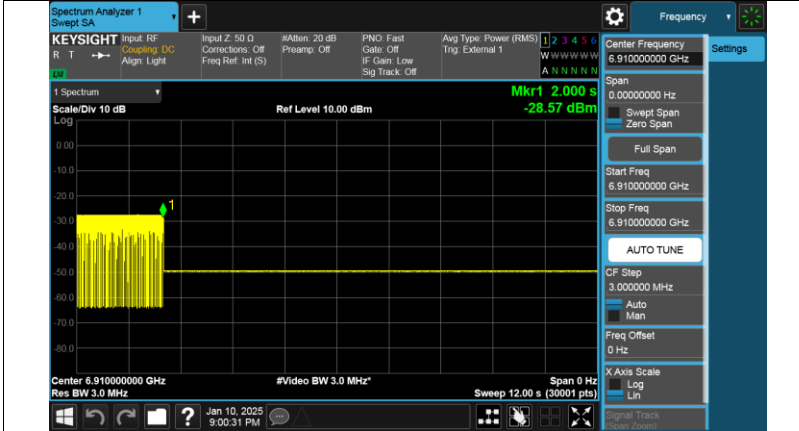 Spectrum Analyzer 1
Swept SA
+
Frequency
KEYSIGHT
R T
Input: RF
Coupling: DC
Align: Light
Input Z: 50 Ω
Corrections: Off
Freq Ref: Int (S)
#Atten: 20 dB
Preamp: Off
PNO: Fast
Gate: Off
IF Gain: Low
Sig Track: Off
Avg Type: Power (RMS)
Trig: External 1
1 2 3 4 5 6
W W W W W W
A N N N N N
1 Spectrum
Mkr1 2.000 s
Scale/Div 10 dB
Ref Level 10.00 dBm
-28.57 dBm
Log
0.00
-10.0
-20.0
1
-30.0
-40.0
-50.0
-60.0
-70.0
-80.0
Center 6.910000000 GHz
#Video BW 3.0 MHz*
Span 0 Hz
Res BW 3.0 MHz
Sweep 12.00 s (30001 pts)
?
Jan 10, 2025
9:00:31 PM
Center Frequency
6.910000000 GHz
Settings
Span
0.00000000 Hz
Swept Span
Zero Span
Full Span
Start Freq
6.910000000 GHz
Stop Freq
6.910000000 GHz
AUTO TUNE
CF Step
3.000000 MHz
Auto
Man
Freq Offset
0 Hz
X Axis Scale
Log
Lin
Signal Track
(Span Zoom)